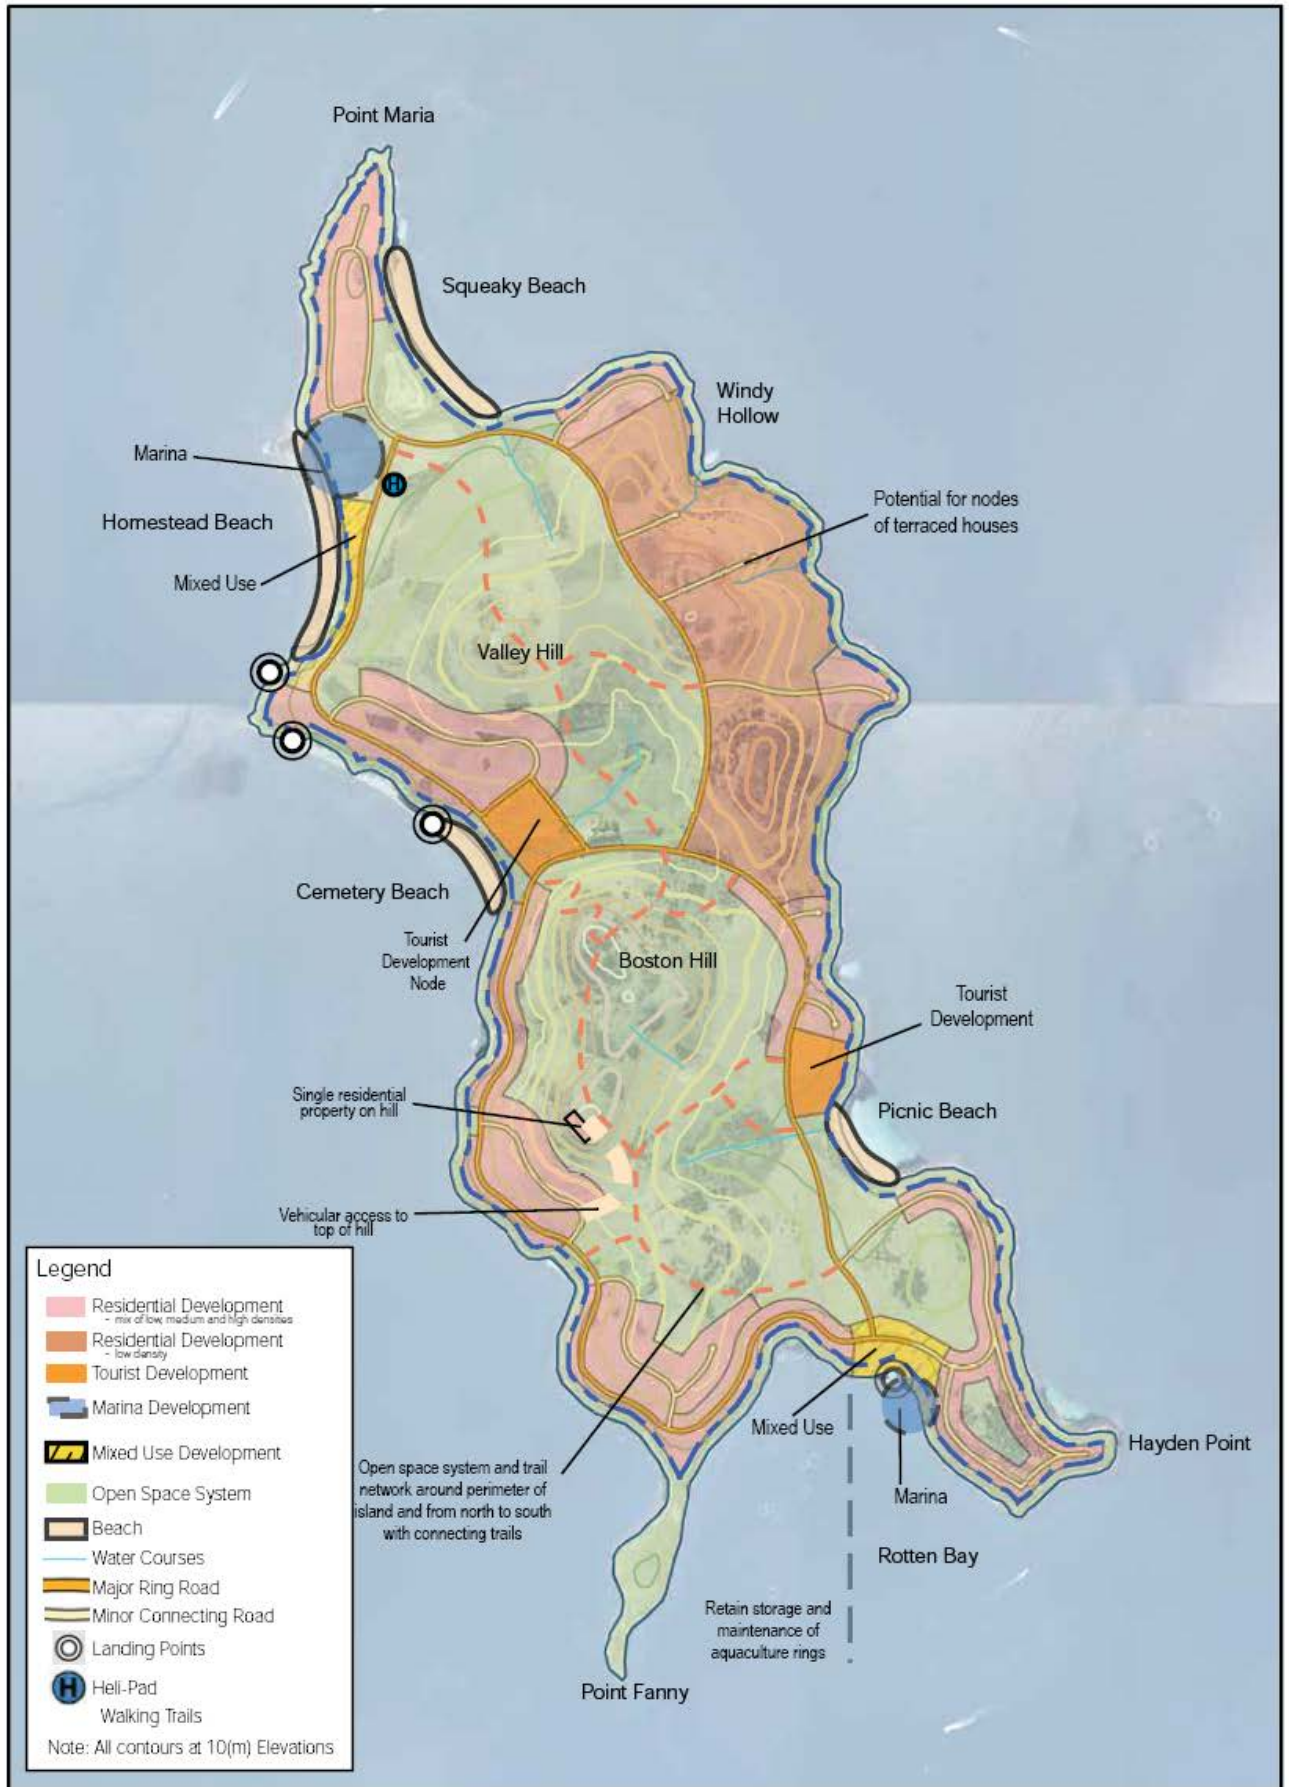 Point Maria
Squeaky Beach
Windy
Hollow
Marina
Potential for nodes
of terraced houses
Homestead Beach
Mixed Use
H
Valley Hill
Cemetery Beach
Tourist
Development
Node
Boston Hill
Tourist
Development
Single residential
property on hill
Picnic Beach
Vehicular access to
top of hill
Mixed Use
Hayden Point
Marina
Open space system and trail
network around perimeter of
island and from north to south
with connecting trails
Rotten Bay
Retain storage and
maintenance of
aquaculture rings
Point Fanny
Legend
Residential Development
- mix of low, medium and high densities
Residential Development
- low density
Tourist Development
Marina Development
Mixed Use Development
Open Space System
Beach
Water Courses
Major Ring Road
Minor Connecting Road
Landing Points
H Heli-Pad
Walking Trails
Note: All contours at 10(m) Elevations